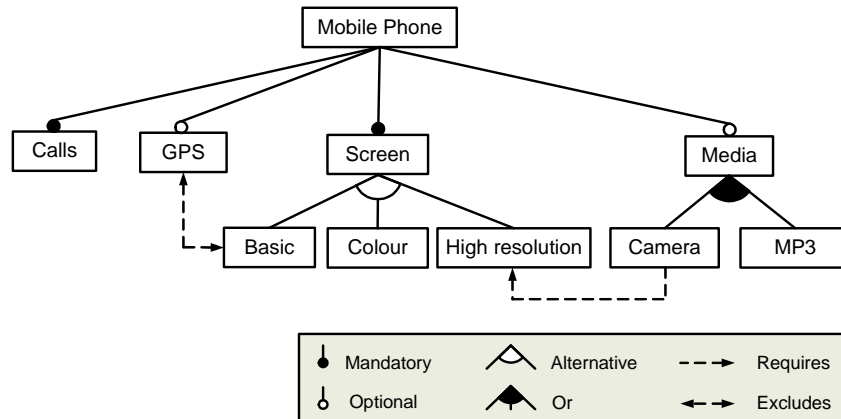 Mobile Phone
Calls
GPS
Screen
Media
Basic
Colour
High resolution
Camera
MP3
Mandatory
Alternative
Requires
Optional
Or
Excludes